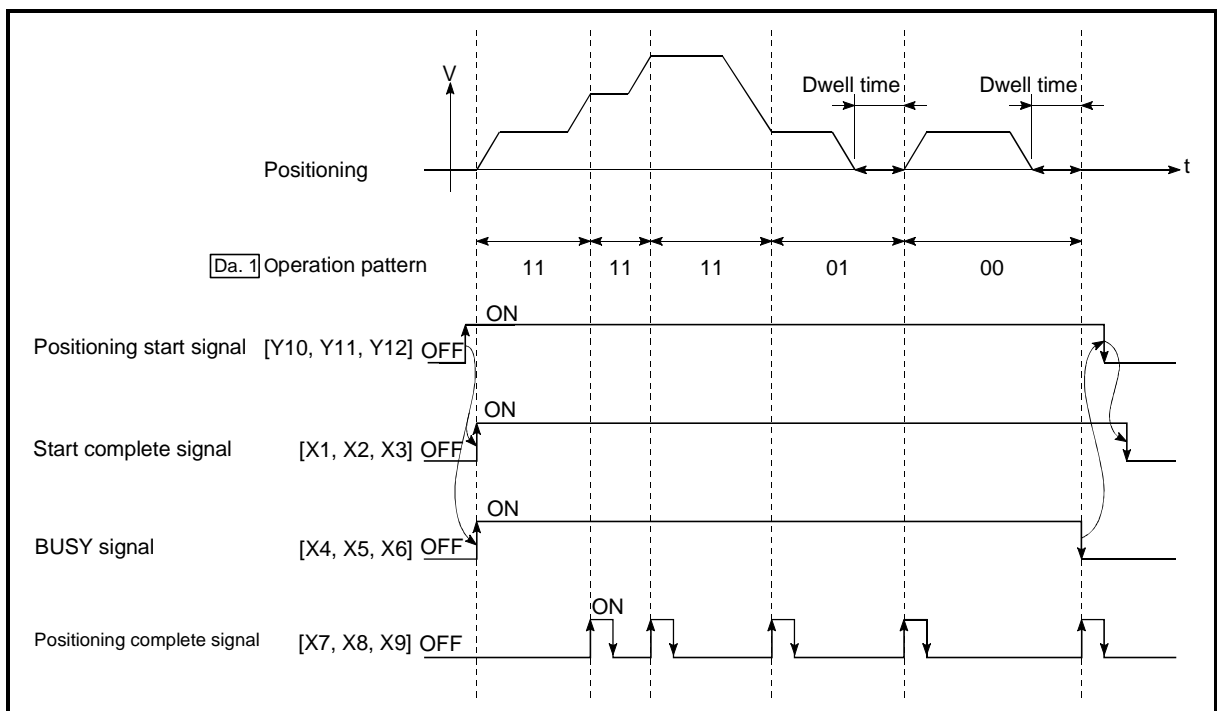 V
Dwell time
Dwell time
Positioning
t
Da. 1 Operation pattern
11
11
11
01
00
ON
Positioning start signal [Y10, Y11, Y12] OFF
ON
Start complete signal [X1, X2, X3] OFF
ON
BUSY signal [X4, X5, X6] OFF
ON
Positioning complete signal [X7, X8, X9] OFF